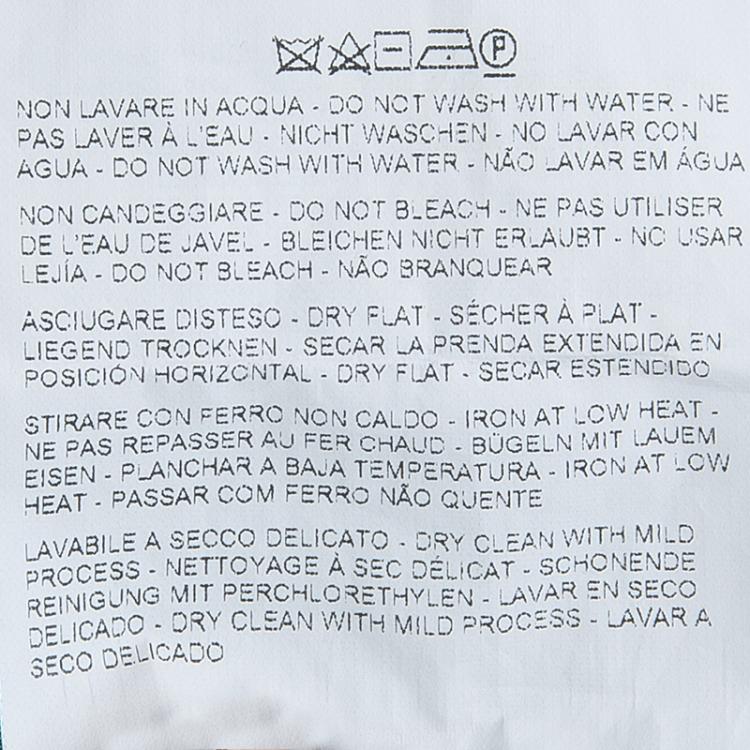 P
NON LAVARE IN ACQUA - DO NOT WASH WITH WATER - NE
PAS LAVER À L'EAU - NICHT WASCHEN - NO LAVAR CON
AGUA - DO NOT WASH WITH WATER - NÃO LAVAR EM ÁGUA
NON CANDEGGIARE - DO NOT BLEACH - NE PAS UTILISER
DE L'EAU DE JAVEL - BLEICHEN NICHT ERLAUBT - NO USAR
LEJÍA - DO NOT BLEACH - NÃO BRANQUEAR
ASCIUGARE DISTESO - DRY FLAT - SÉCHER À PLAT -
LIEGEND TROCKNEN - SECAR LA PRENDA EXTENDIDA EN
POSICIÓN HORIZONTAL - DRY FLAT - SECAR ESTENDIDO
STIRARE CON FERRO NON CALDO - IRON AT LOW HEAT -
NE PAS REPASSER AU FER CHAUD - BÜGELN MIT LAUEM
EISEN - PLANCHAR A BAJA TEMPERATURA - IRON AT LOW
HEAT - PASSAR COM FERRO NÃO QUENTE
LAVABILE A SECCO DELICATO - DRY CLEAN WITH MILD
PROCESS - NETTOYAGE À SEC DÉLICAT - SCHONENDE
REINIGUNG MIT PERCHLORETHYLEN - LAVAR EN SECO
DELICADO - DRY CLEAN WITH MILD PROCESS - LAVAR A
SECO DELICADO